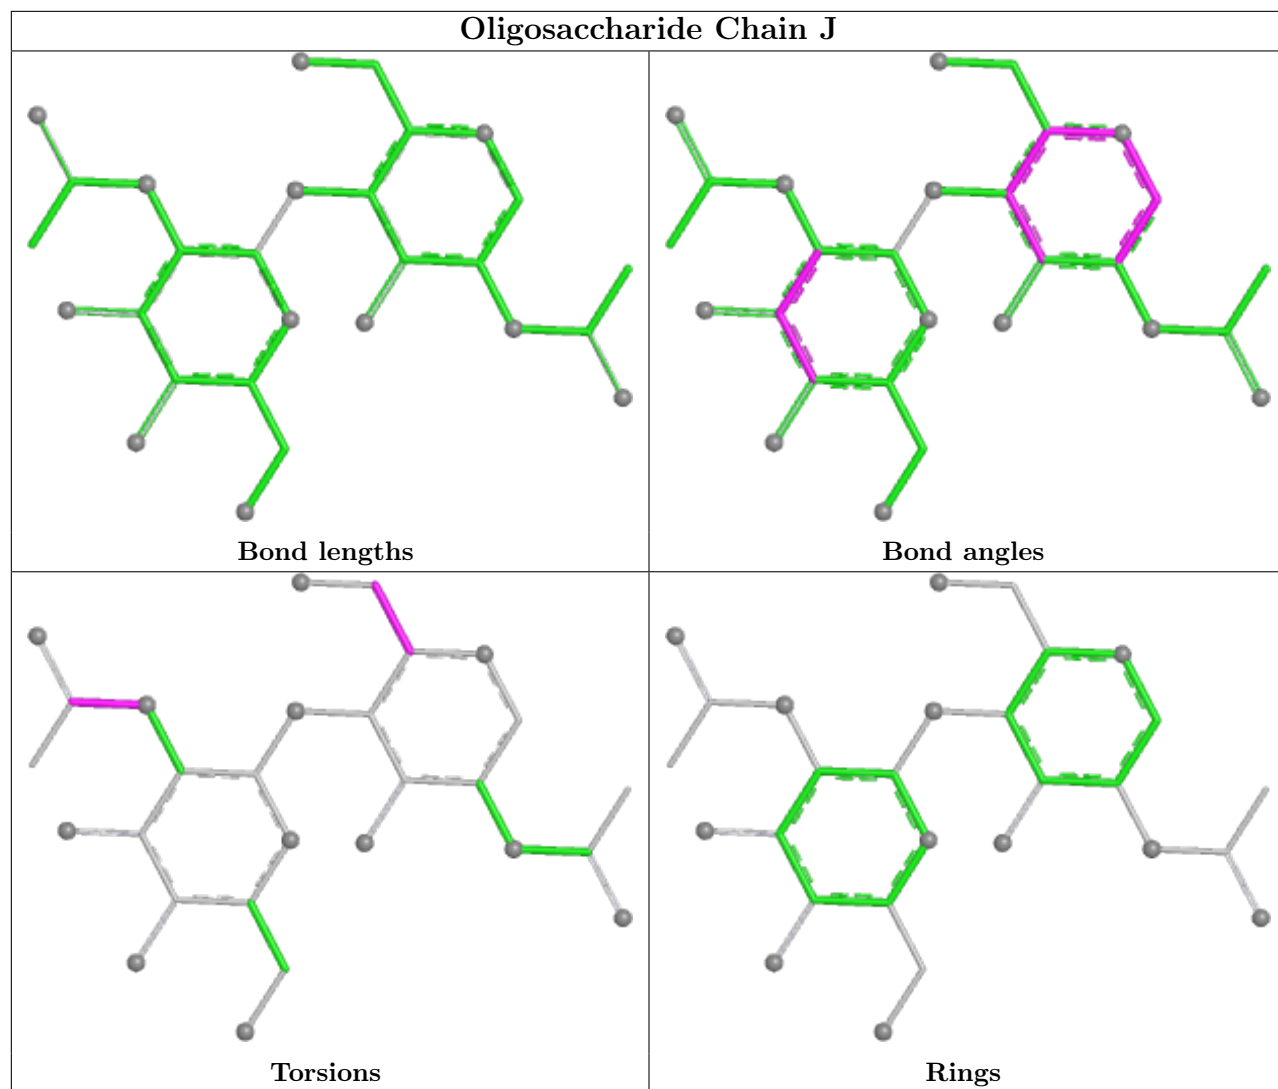 Oligosaccharide Chain J
Bond lengths
Bond angles
Torsions
Rings